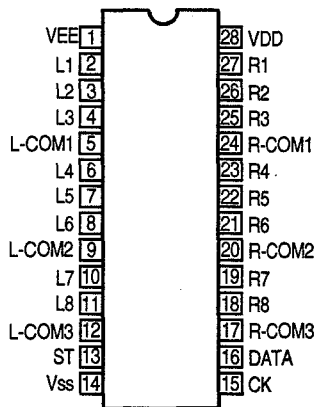 VEE 1 28 VDD
L1 2 27 R1
L2 3 26 R2
L3 4 25 R3
L-COM1 5 24 R-COM1
L4 6 23 R4
L5 7 22 R5
L6 8 21 R6
L-COM2 9 20 R-COM2
L7 10 19 R7
L8 11 18 R8
L-COM3 12 17 R-COM3
ST 13 16 DATA
Vss 14 15 CK